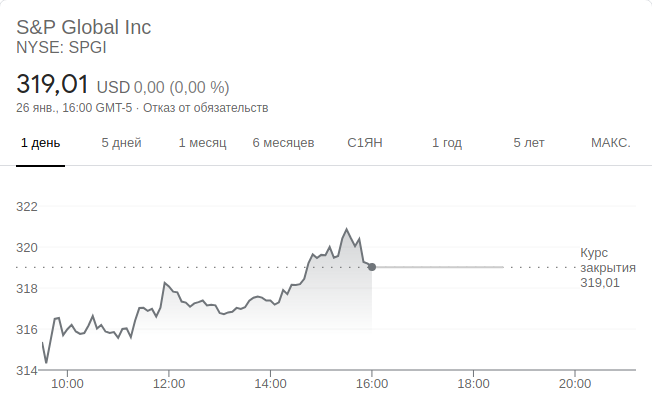 S&P Global Inc
NYSE: SPGI
319,01 USD 0,00 (0,00 %)
26 янв., 16:00 GMT-5 · Отказ от обязательств
1 день 5 дней 1 месяц 6 месяцев С1ЯН 1 год 5 лет МАКС.
322
320
318
316
314
Курс
закрытия
319,01
10:00 12:00 14:00 16:00 18:00 20:00